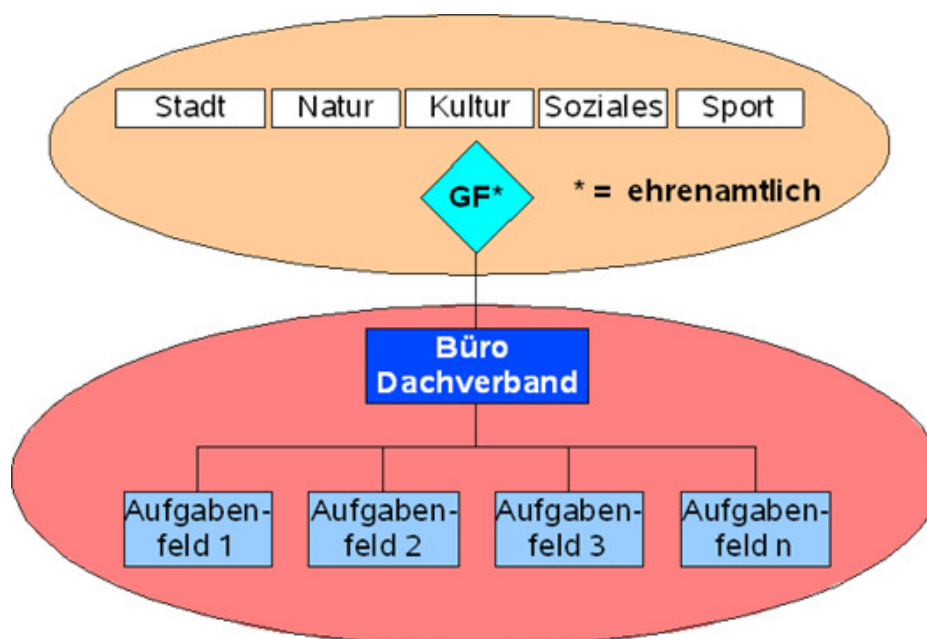 Stadt Natur Kultur Soziales Sport
GF* * = ehrenamtlich
Büro
Dachverband
Aufgaben-
feld 1
Aufgaben-
feld 2
Aufgaben-
feld 3
Aufgaben-
feld n